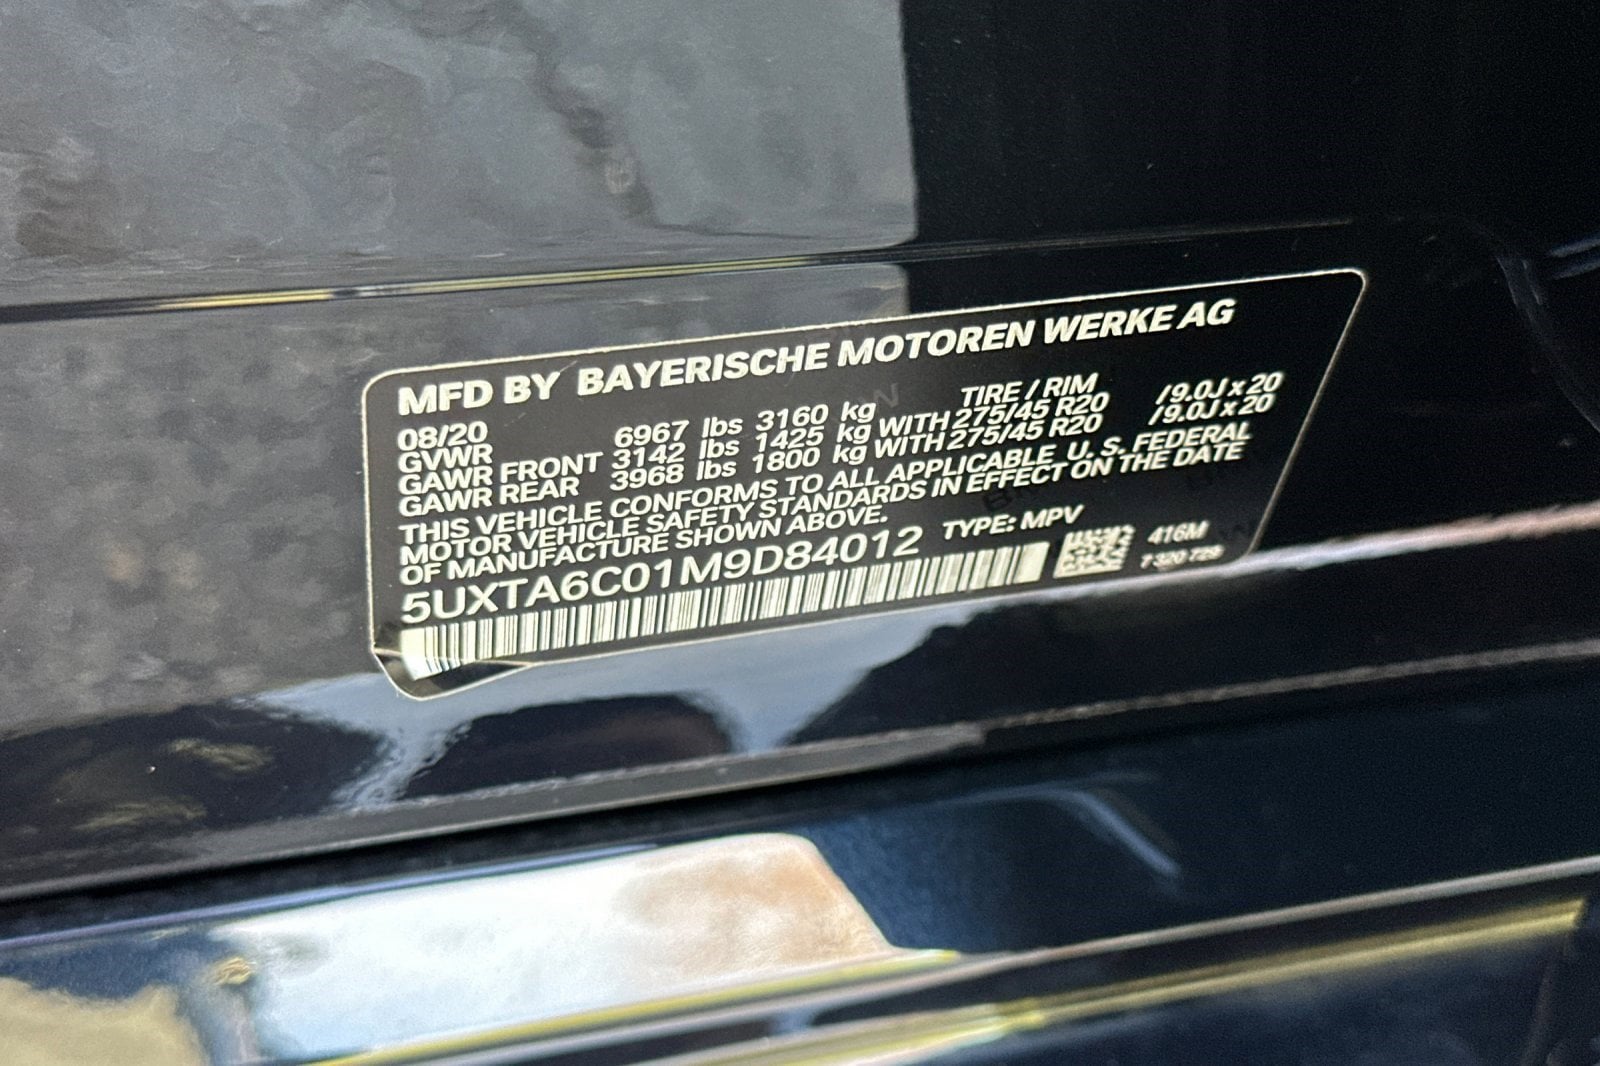 MFD BY BAYERISCHE MOTOREN WERKE AG
08/20 TIRE / RIM
GVWR 6967 lbs 3160 kg
GAWR FRONT 3142 lbs 1425 kg WITH 275/45 R20 /9.0J x 20
GAWR REAR 3968 lbs 1800 kg WITH 275/45 R20 /9.0J x 20
THIS VEHICLE CONFORMS TO ALL APPLICABLE U. S. FEDERAL
MOTOR VEHICLE SAFETY STANDARDS IN EFFECT ON THE DATE
OF MANUFACTURE SHOWN ABOVE.
5UXTA6C01M9D84012 TYPE: MPV
416M
7 320 729